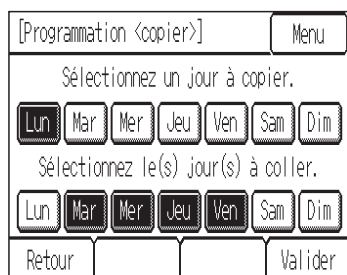 [Programmation <copier>] Menu
Sélectionnez un jour à copier.
Lun Mar Mer Jeu Ven Sam Dim
Sélectionnez le(s) jour(s) à coller.
Lun Mar Mer Jeu Ven Sam Dim
Retour Valider